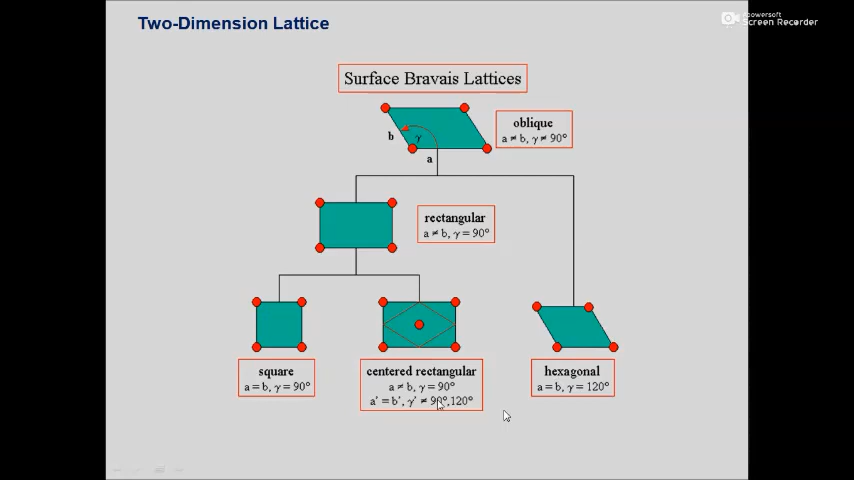 Two-Dimension Lattice
Apowersoft
Screen Recorder
Surface Bravais Lattices
oblique
a ≠ b, γ ≠ 90°
b
γ
a
rectangular
a ≠ b, γ = 90°
square
a = b, γ = 90°
centered rectangular
a ≠ b, γ = 90°
a' = b', γ' ≠ 90°,120°
hexagonal
a = b, γ = 120°